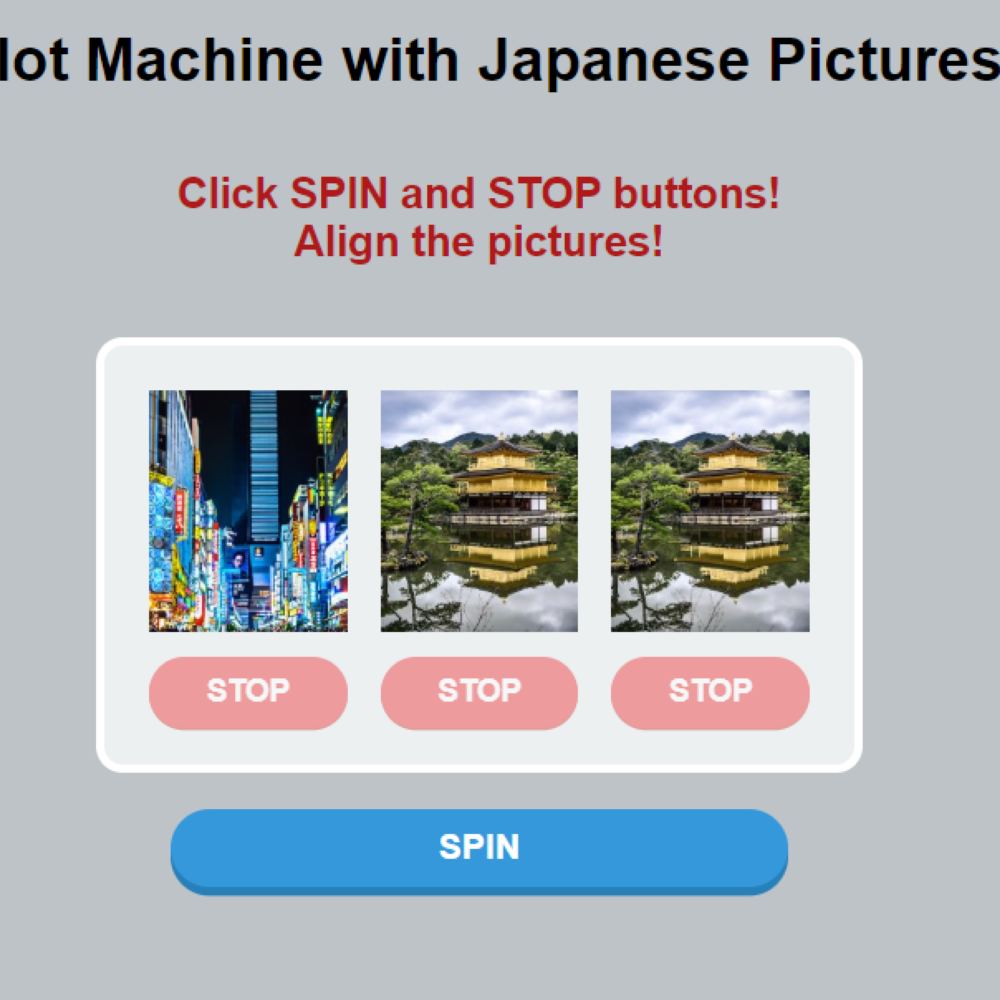 lot Machine with Japanese Pictures
Click SPIN and STOP buttons!
Align the pictures!
STOP STOP STOP
SPIN